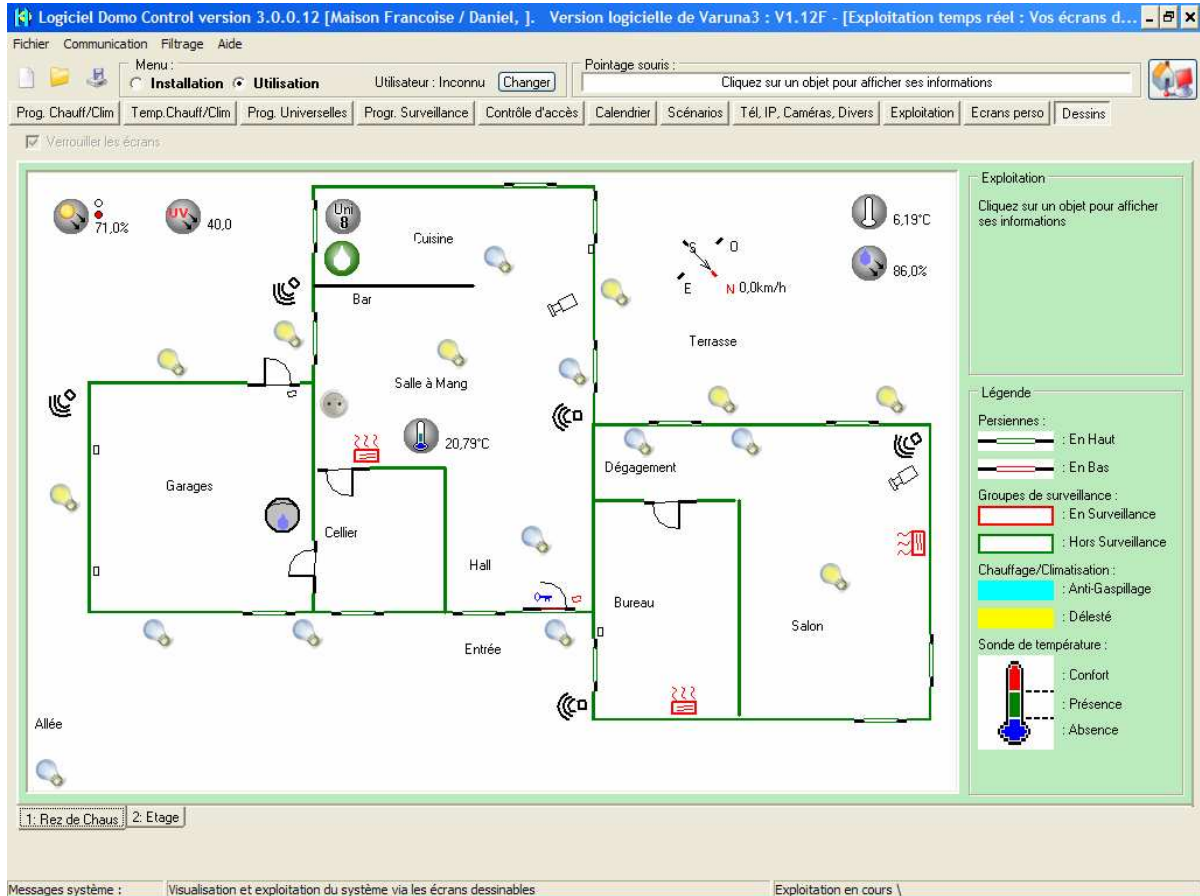 Logiciel Domo Control version 3.0.0.12 [Maison Francoise / Daniel, ]. Version logicielle de Varuna3 : V1.12F - [Exploitation temps réel : Vos écrans d...
Fichier Communication Filtrage Aide
Menu :
Installation Utilisation Utilisateur : Inconnu Changer
Pointage souris :
Cliquez sur un objet pour afficher ses informations
Prog. Chauff/Clim Temp.Chauff/Clim Prog. Universelles Progr. Surveillance Contrôle d'accès Calendrier Scénarios Tél, IP, Caméras, Divers Exploitation Ecrans perso Dessins
Verrouiller les écrans
71,0%
UV 40,0
Uni
8
Cuisine
Bar
S O
E N 0,0km/h
6,19°C
86,0%
Terrasse
Salle à Mang
20,79°C
Garages
Cellier
Hall
Dégagement
Bureau
Salon
Entrée
Allée
Exploitation
Cliquez sur un objet pour afficher
ses informations
Légende
Persiennes :
: En Haut
: En Bas
Groupes de surveillance :
: En Surveillance
: Hors Surveillance
Chauffage/Climatisation :
: Anti-Gaspillage
: Délesté
Sonde de température :
: Confort
: Présence
: Absence
1: Rez de Chaus 2: Etage
Messages système : Visualisation et exploitation du système via les écrans dessinables Exploitation en cours \